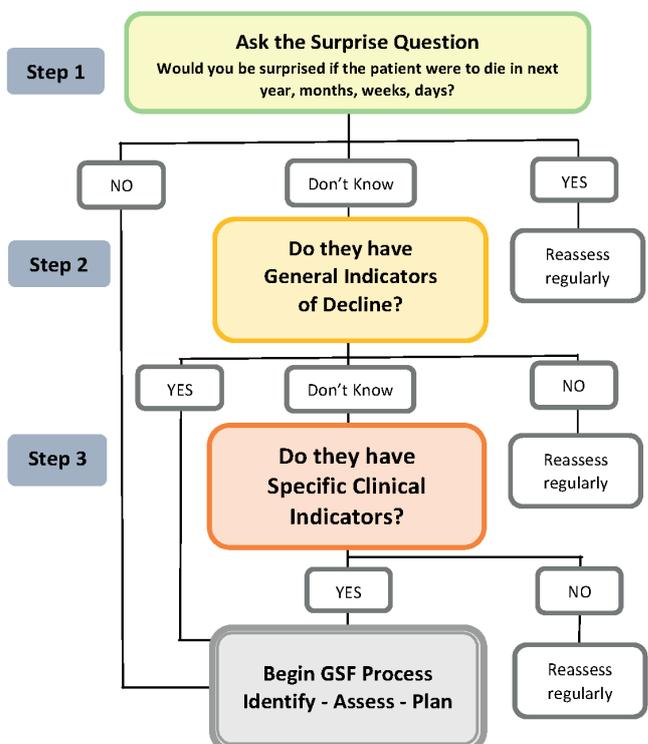 Step 1
Ask the Surprise Question
Would you be surprised if the patient were to die in next
year, months, weeks, days?
NO
Don't Know
YES
Step 2
Do they have
General Indicators
of Decline?
Reassess
regularly
YES
Don't Know
NO
Step 3
Do they have
Specific Clinical
Indicators?
Reassess
regularly
YES
NO
Begin GSF Process
Identify - Assess - Plan
Reassess
regularly